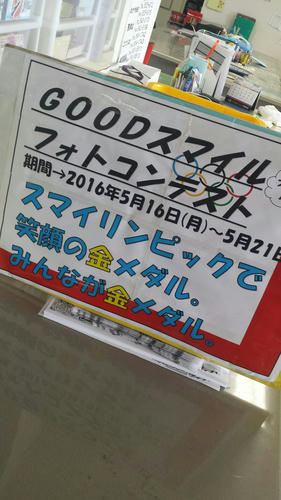 GOODスマイル
フォトコンテスト
期間→2016年5月16日(月)〜5月21日
スマイリンピックで
笑顔の金メダル。
みんなが金メダル。